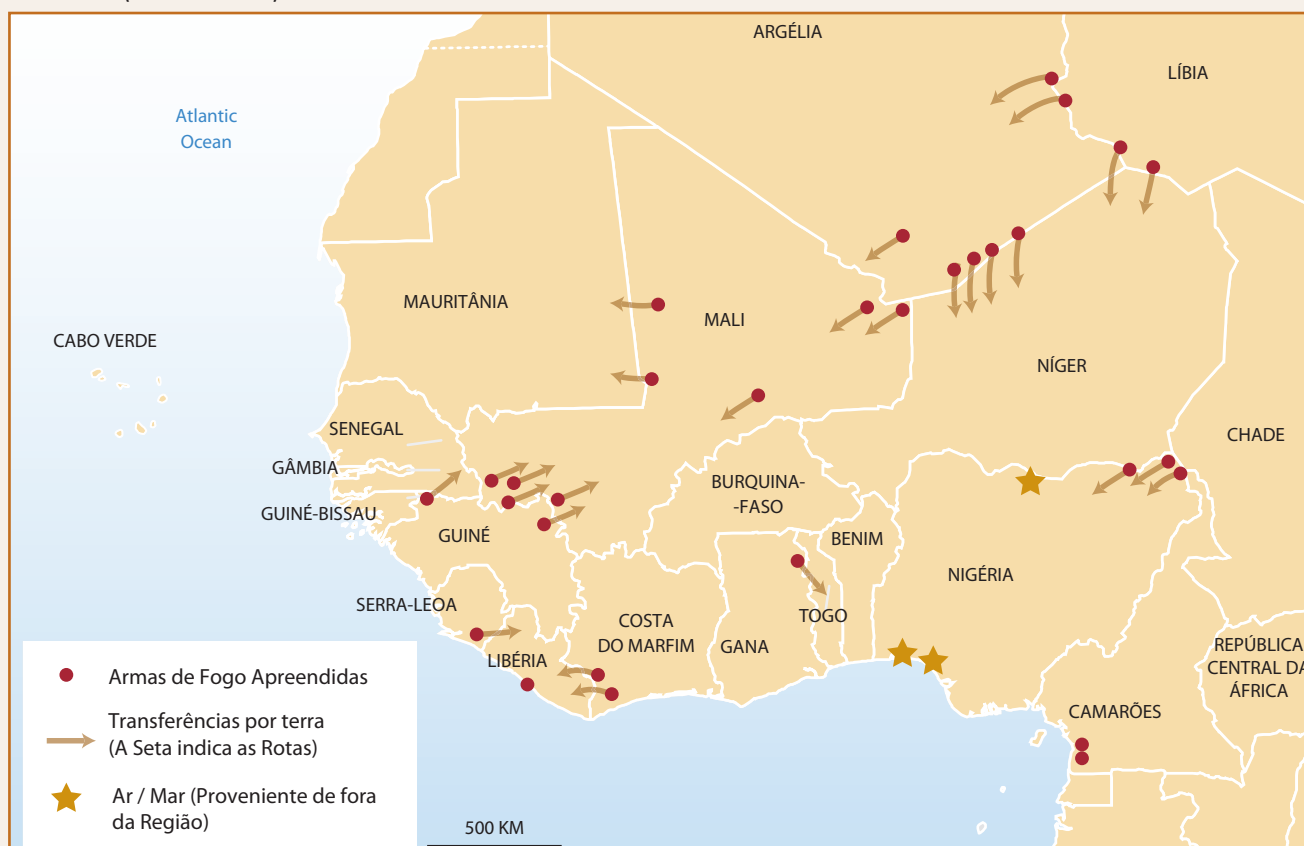 ARGÉLIA
LÍBIA
Atlantic
Ocean
MAURITÂNIA
MALI
CABO VERDE
NÍGER
SENEGAL
CHADE
GÂMBIA
BURQUINA-
-FASO
GUINÉ-BISSAU
GUINÉ
BENIM
NIGÉRIA
SERRA-LEOA
TOGO
COSTA
DO MARFIM
GANA
LIBÉRIA
REPÚBLICA
CENTRAL DA
ÁFRICA
CAMARÕES
Armas de Fogo Apreendidas
Transferências por terra
(A Seta indica as Rotas)
Ar / Mar (Proveniente de fora
da Região)
500 KM